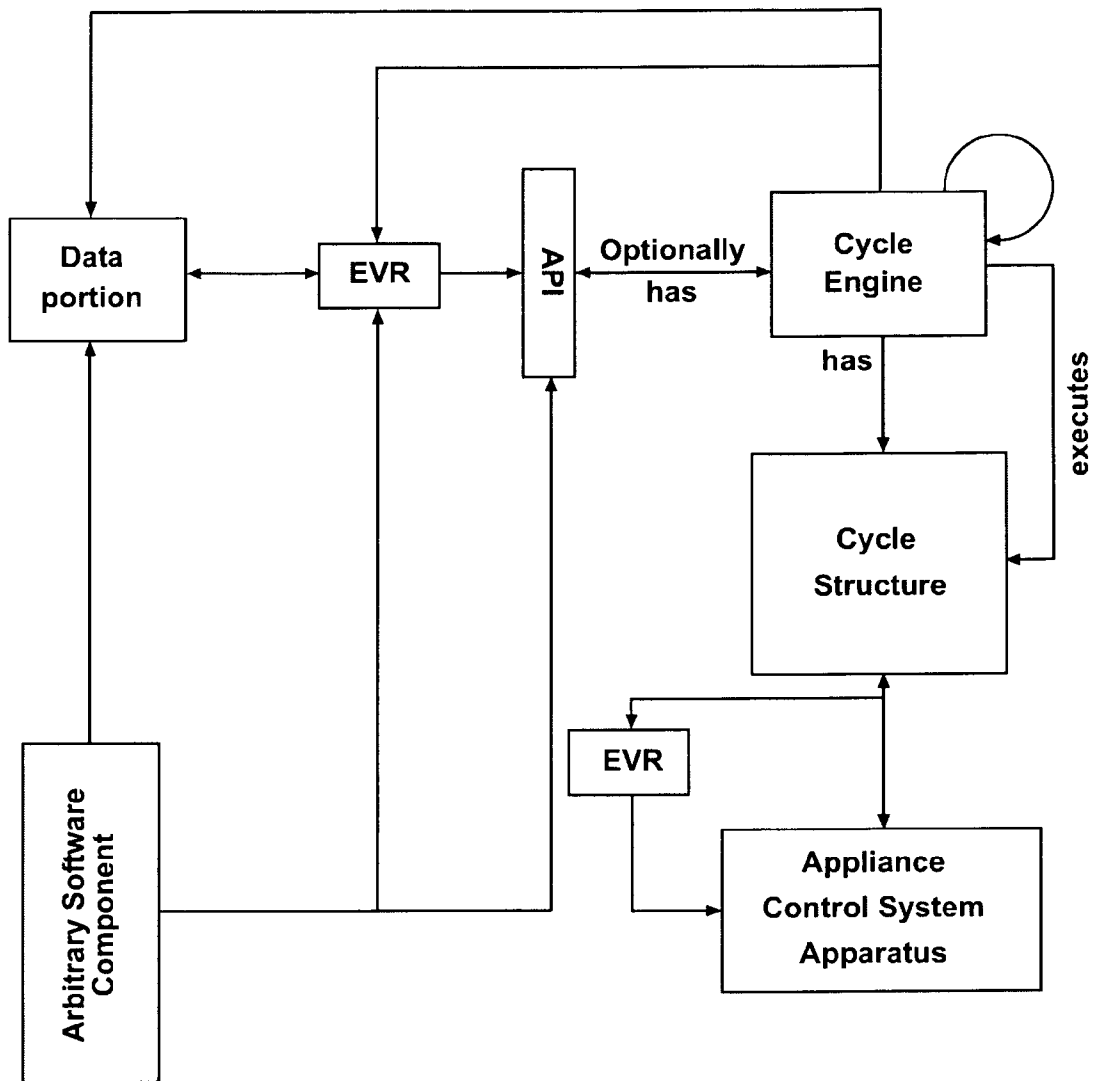 Data
portion
EVR
API
Optionally
has
Cycle
Engine
has
executes
Cycle
Structure
EVR
Appliance
Control System
Apparatus
Arbitrary Software
Component